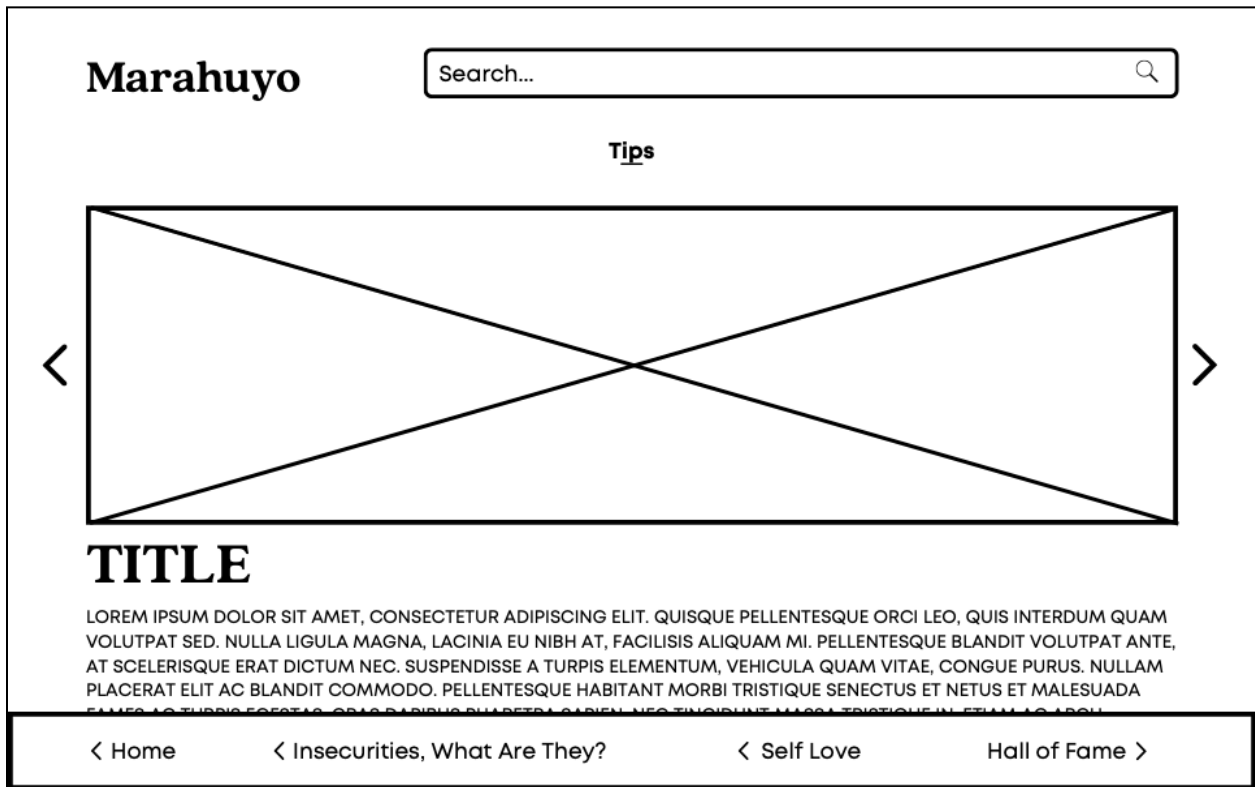 Marahuyo
Search...
Tips
TITLE
LOREM IPSUM DOLOR SIT AMET, CONSECTETUR ADIPISCING ELIT. QUISQUE PELLENTESQUE ORCI LEO, QUIS INTERDUM QUAM
VOLUTPAT SED. NULLA LIGULA MAGNA, LACINIA EU NIBH AT, FACILISIS ALIQUAM MI. PELLENTESQUE BLANDIT VOLUTPAT ANTE,
AT SCELERISQUE ERAT DICTUM NEC. SUSPENDISSE A TURPIS ELEMENTUM, VEHICULA QUAM VITAE, CONGUE PURUS. NULLAM
PLACERAT ELIT AC BLANDIT COMMODO. PELLENTESQUE HABITANT MORBI TRISTIQUE SENECTUS ET NETUS ET MALESUADA
< Home < Insecurities, What Are They? < Self Love Hall of Fame >